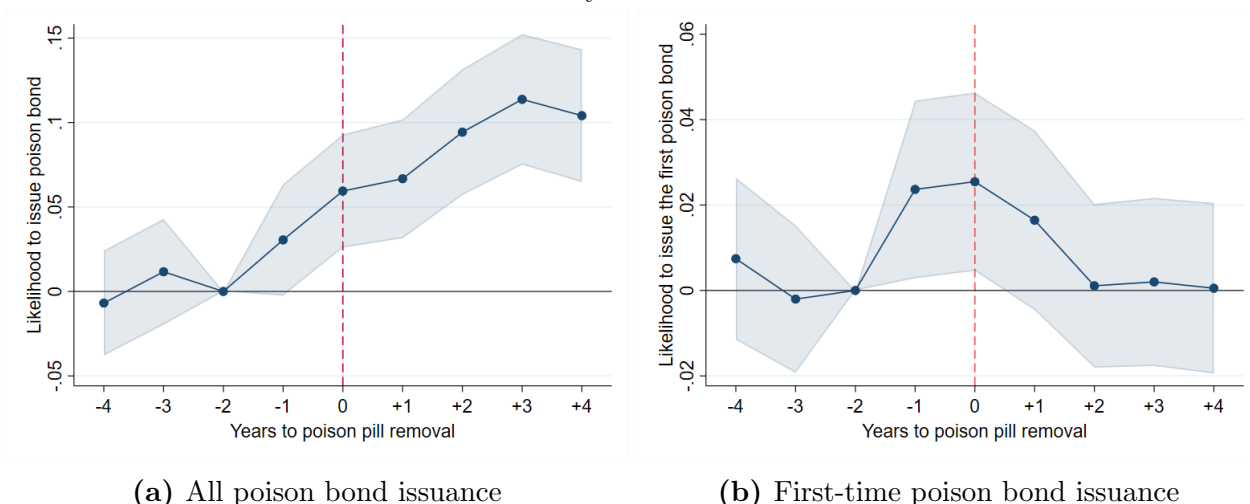 Likelihood to issue poison bond
.15
.1
.05
0
-.05
-4 -3 -2 -1 0 +1 +2 +3 +4
Years to poison pill removal
(a) All poison bond issuance
Likelihood to issue the first poison bond
.06
.04
.02
0
-.02
-4 -3 -2 -1 0 +1 +2 +3 +4
Years to poison pill removal
(b) First-time poison bond issuance